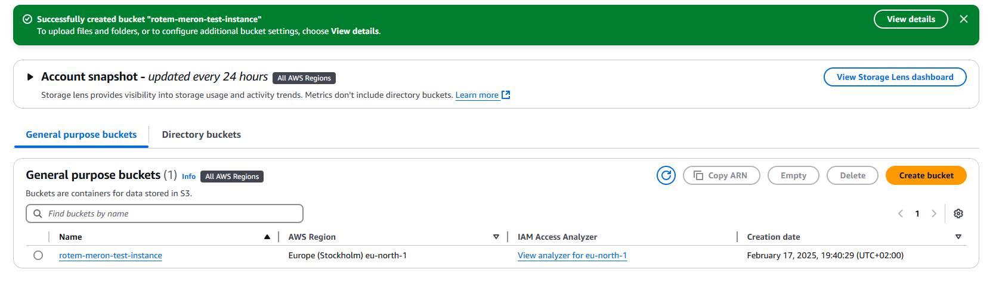 Successfully created bucket "rotem-meron-test-instance"
To upload files and folders, or to configure additional bucket settings, choose View details.
View details
Account snapshot - updated every 24 hours All AWS Regions
View Storage Lens dashboard
Storage lens provides visibility into storage usage and activity trends. Metrics don't include directory buckets. Learn more
General purpose buckets Directory buckets
General purpose buckets (1) Info All AWS Regions
Copy ARN Empty Delete Create bucket
Buckets are containers for data stored in S3.
Find buckets by name
1
Name AWS Region IAM Access Analyzer Creation date
rotem-meron-test-instance Europe (Stockholm) eu-north-1 View analyzer for eu-north-1 February 17, 2025, 19:40:29 (UTC+02:00)